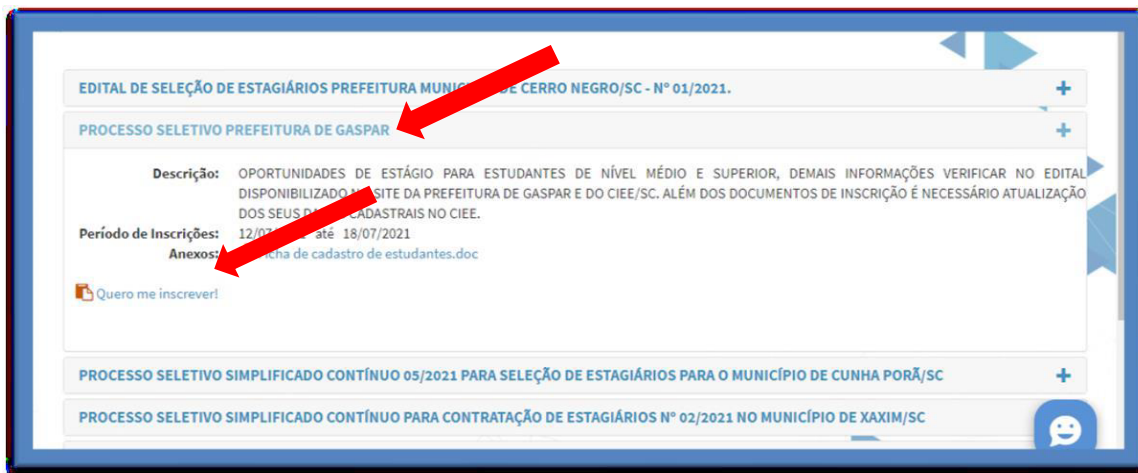 EDITAL DE SELEÇÃO DE ESTAGIÁRIOS PREFEITURA DE CERRO NEGRO/SC - Nº 01/2021.
PROCESSO SELETIVO PREFEITURA DE GASPAR
Descrição: OPORTUNIDADES DE ESTÁGIO PARA ESTUDANTES DE NÍVEL MÉDIO E SUPERIOR, DEMAIS INFORMAÇÕES VERIFICAR NO EDITAL
DISPONIBILIZADO SITE DA PREFEITURA DE GASPAR E DO CIEE/SC. ALÉM DOS DOCUMENTOS DE INSCRIÇÃO É NECESSÁRIO ATUALIZAÇÃO
DOS SEUS CADASTRAIS NO CIEE.
Período de Inscrições: até 18/07/2021
Anexos: de cadastro de estudantes.doc
Quero me inscrever!
PROCESSO SELETIVO SIMPLIFICADO CONTÍNUO 05/2021 PARA SELEÇÃO DE ESTAGIÁRIOS PARA O MUNICÍPIO DE CUNHA PORÃ/SC
PROCESSO SELETIVO SIMPLIFICADO CONTÍNUO PARA CONTRATAÇÃO DE ESTAGIÁRIOS Nº 02/2021 NO MUNICÍPIO DE XAXIM/SC